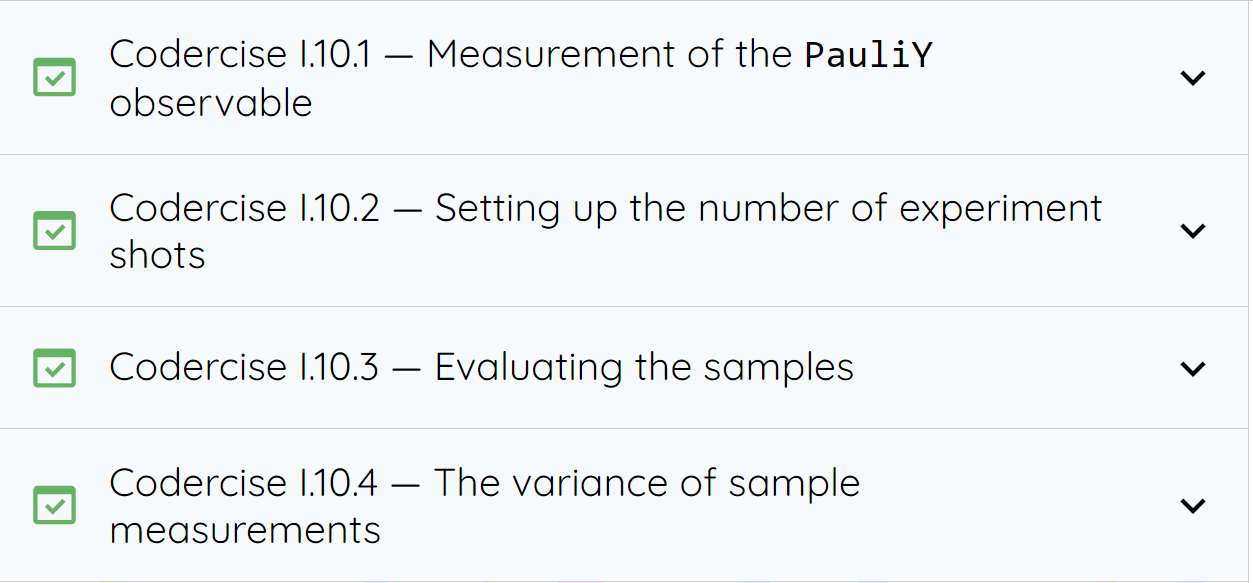 Codercise I.10.1 — Measurement of the PauliY
observable
Codercise I.10.2 — Setting up the number of experiment
shots
Codercise I.10.3 — Evaluating the samples
Codercise I.10.4 — The variance of sample
measurements